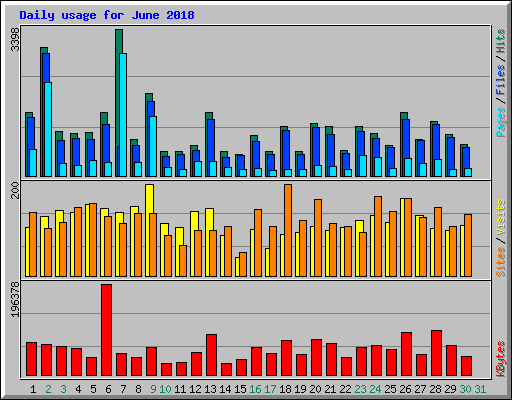 Daily usage for June 2018
3398
Pages / Files / Hits
200
Sites / Visits
196378
KBytes
1 2 3 4 5 6 7 8 9 10 11 12 13 14 15 16 17 18 19 20 21 22 23 24 25 26 27 28 29 30 31